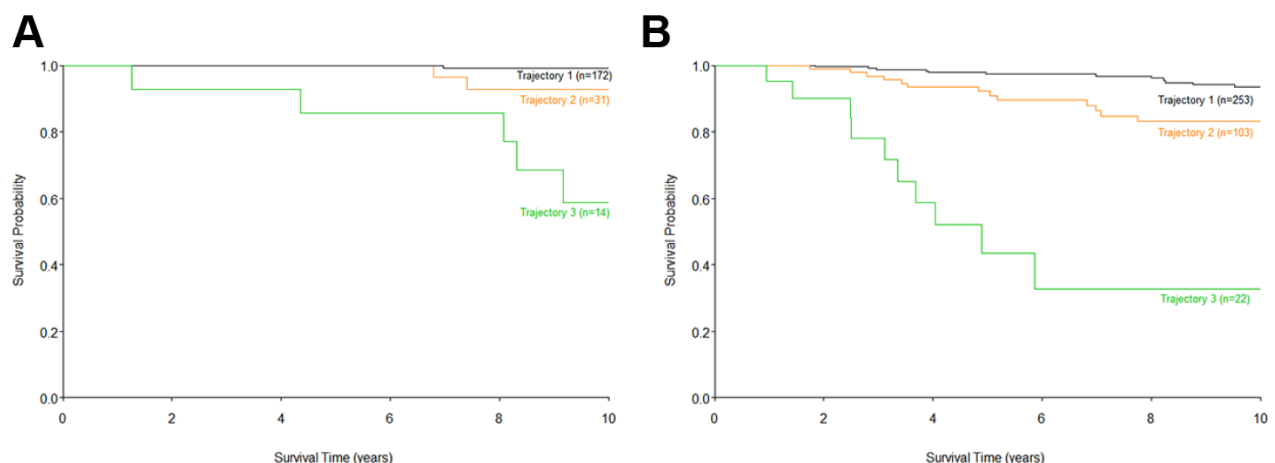 A
Survival Probability
1.0
0.8
0.6
0.4
0.2
0.0
Trajectory 1 (n=172)
Trajectory 2 (n=31)
Trajectory 3 (n=14)
0 2 4 6 8 10
Survival Time (years)
B
Survival Probability
1.0
0.8
0.6
0.4
0.2
0.0
Trajectory 1 (n=253)
Trajectory 2 (n=103)
Trajectory 3 (n=22)
0 2 4 6 8 10
Survival Time (years)